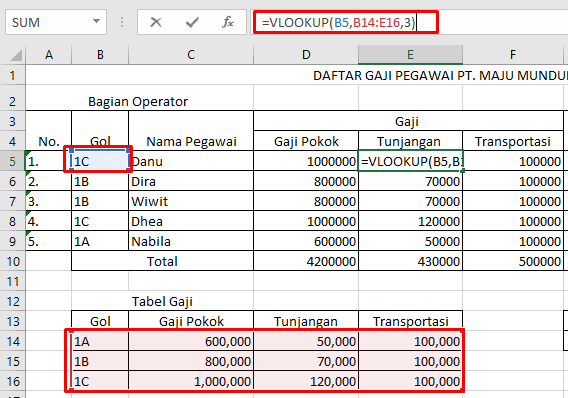 SUM =VLOOKUP(B5,B14:E16,3)
A B C D E F
1 DAFTAR GAJI PEGAWAI PT. MAJU MUNDU
2 Bagian Operator
3 Gaji
4 No. Gol Nama Pegawai Gaji Pokok Tunjangan Transportasi
5 1. 1C Danu 1000000 =VLOOKUP(B5,B1 100000
6 2. 1B Dira 800000 70000 100000
7 3. 1B Wiwit 800000 70000 100000
8 4. 1C Dhea 1000000 120000 100000
9 5. 1A Nabila 600000 50000 100000
10 Total 4200000 430000 500000
11
12 Tabel Gaji
13 Gol Gaji Pokok Tunjangan Transportasi
14 1A 600,000 50,000 100,000
15 1B 800,000 70,000 100,000
16 1C 1,000,000 120,000 100,000